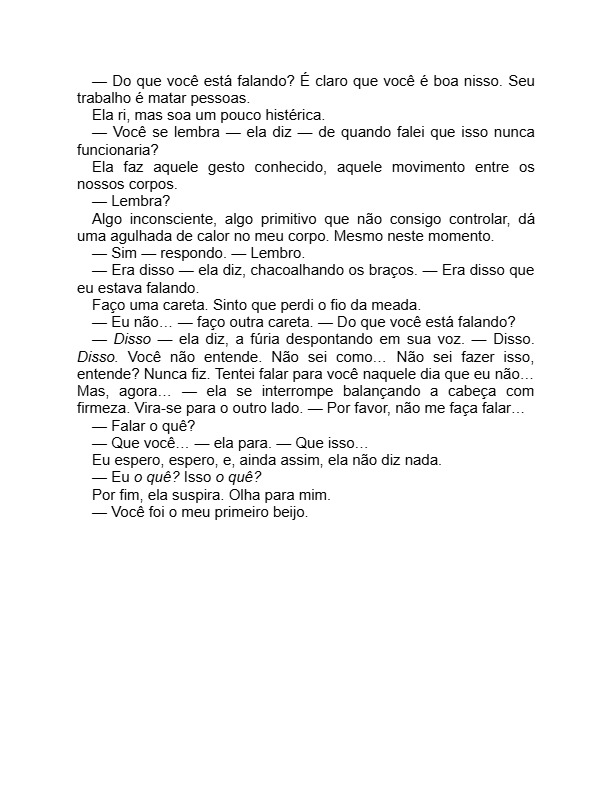 — Do que você está falando? É claro que você é boa nisso. Seu
trabalho é matar pessoas.
Ela ri, mas soa um pouco histérica.
— Você se lembra — ela diz — de quando falei que isso nunca
funcionaria?
Ela faz aquele gesto conhecido, aquele movimento entre os
nossos corpos.
— Lembra?
Algo inconsciente, algo primitivo que não consigo controlar, dá
uma agulhada de calor no meu corpo. Mesmo neste momento.
— Sim — respondo. — Lembro.
— Era disso — ela diz, chacoalhando os braços. — Era disso que
eu estava falando.
Faço uma careta. Sinto que perdi o fio da meada.
— Eu não… — faço outra careta. — Do que você está falando?
— Disso — ela diz, a fúria despontando em sua voz. — Disso.
Disso. Você não entende. Não sei como… Não sei fazer isso,
entende? Nunca fiz. Tentei falar para você naquele dia que eu não…
Mas, agora… — ela se interrompe balançando a cabeça com
firmeza. Vira-se para o outro lado. — Por favor, não me faça falar…
— Falar o quê?
— Que você… — ela para. — Que isso…
Eu espero, espero, e, ainda assim, ela não diz nada.
— Eu o quê? Isso o quê?
Por fim, ela suspira. Olha para mim.
— Você foi o meu primeiro beijo.